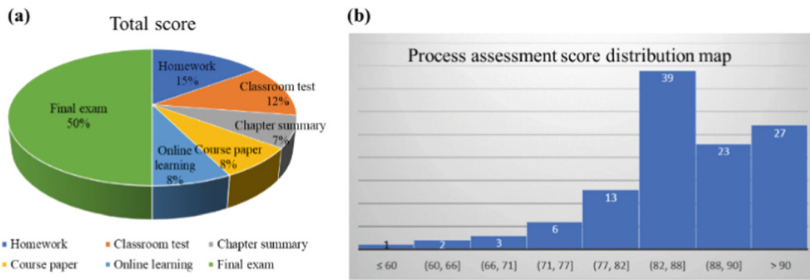 (a)
Total score
Homework
15%
Classroom test
12%
Chapter summary
7%
Course paper
8%
Online
learning
8%
Final exam
50%
Homework
Classroom test
Chapter summary
Course paper
Online learning
Final exam
(b)
Process assessment score distribution map
1
2
3
6
13
39
23
27
≤ 60
(60, 66]
(66, 71]
(71, 77]
(77, 82]
(82, 88]
(88, 90]
> 90